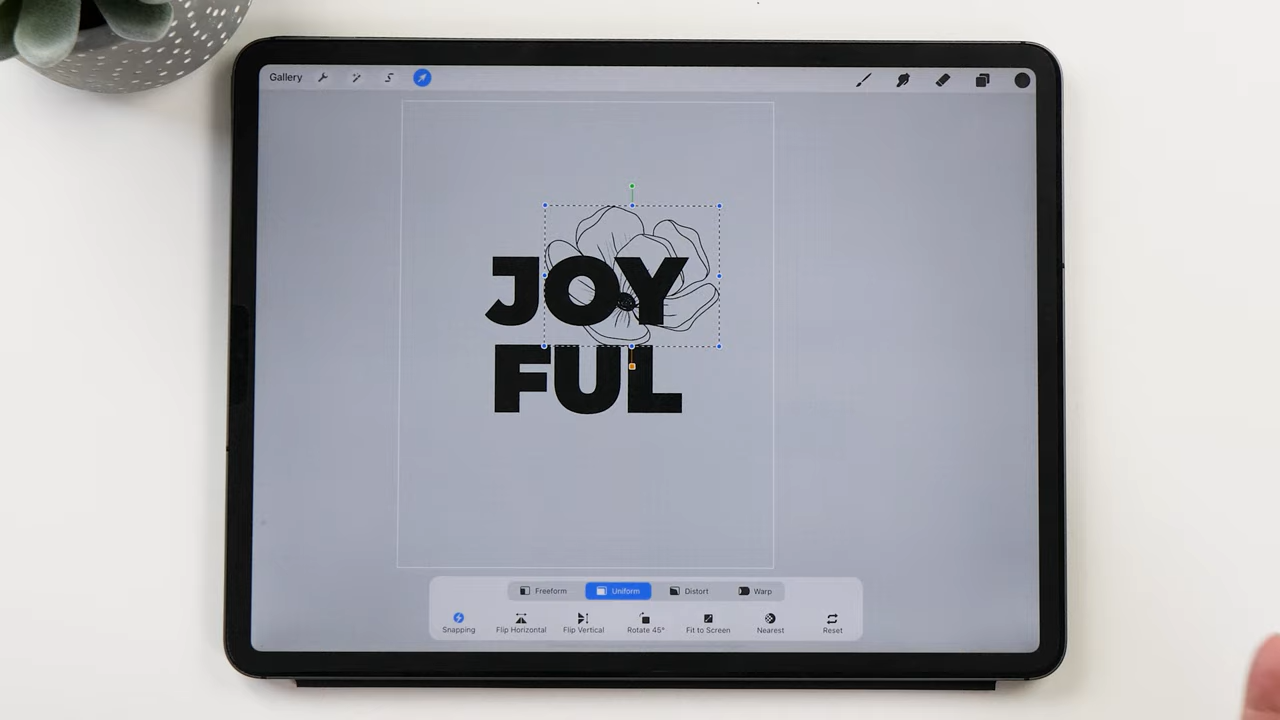 Gallery
JOY
FUL
Freeform Uniform Distort Warp
Snapping Flip Horizontal Flip Vertical Rotate 45° Fit to Screen Nearest Reset